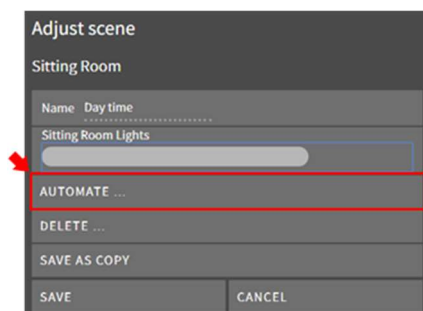 Adjust scene
Sitting Room
Name Day time
Sitting Room Lights
AUTOMATE ...
DELETE ...
SAVE AS COPY
SAVE CANCEL